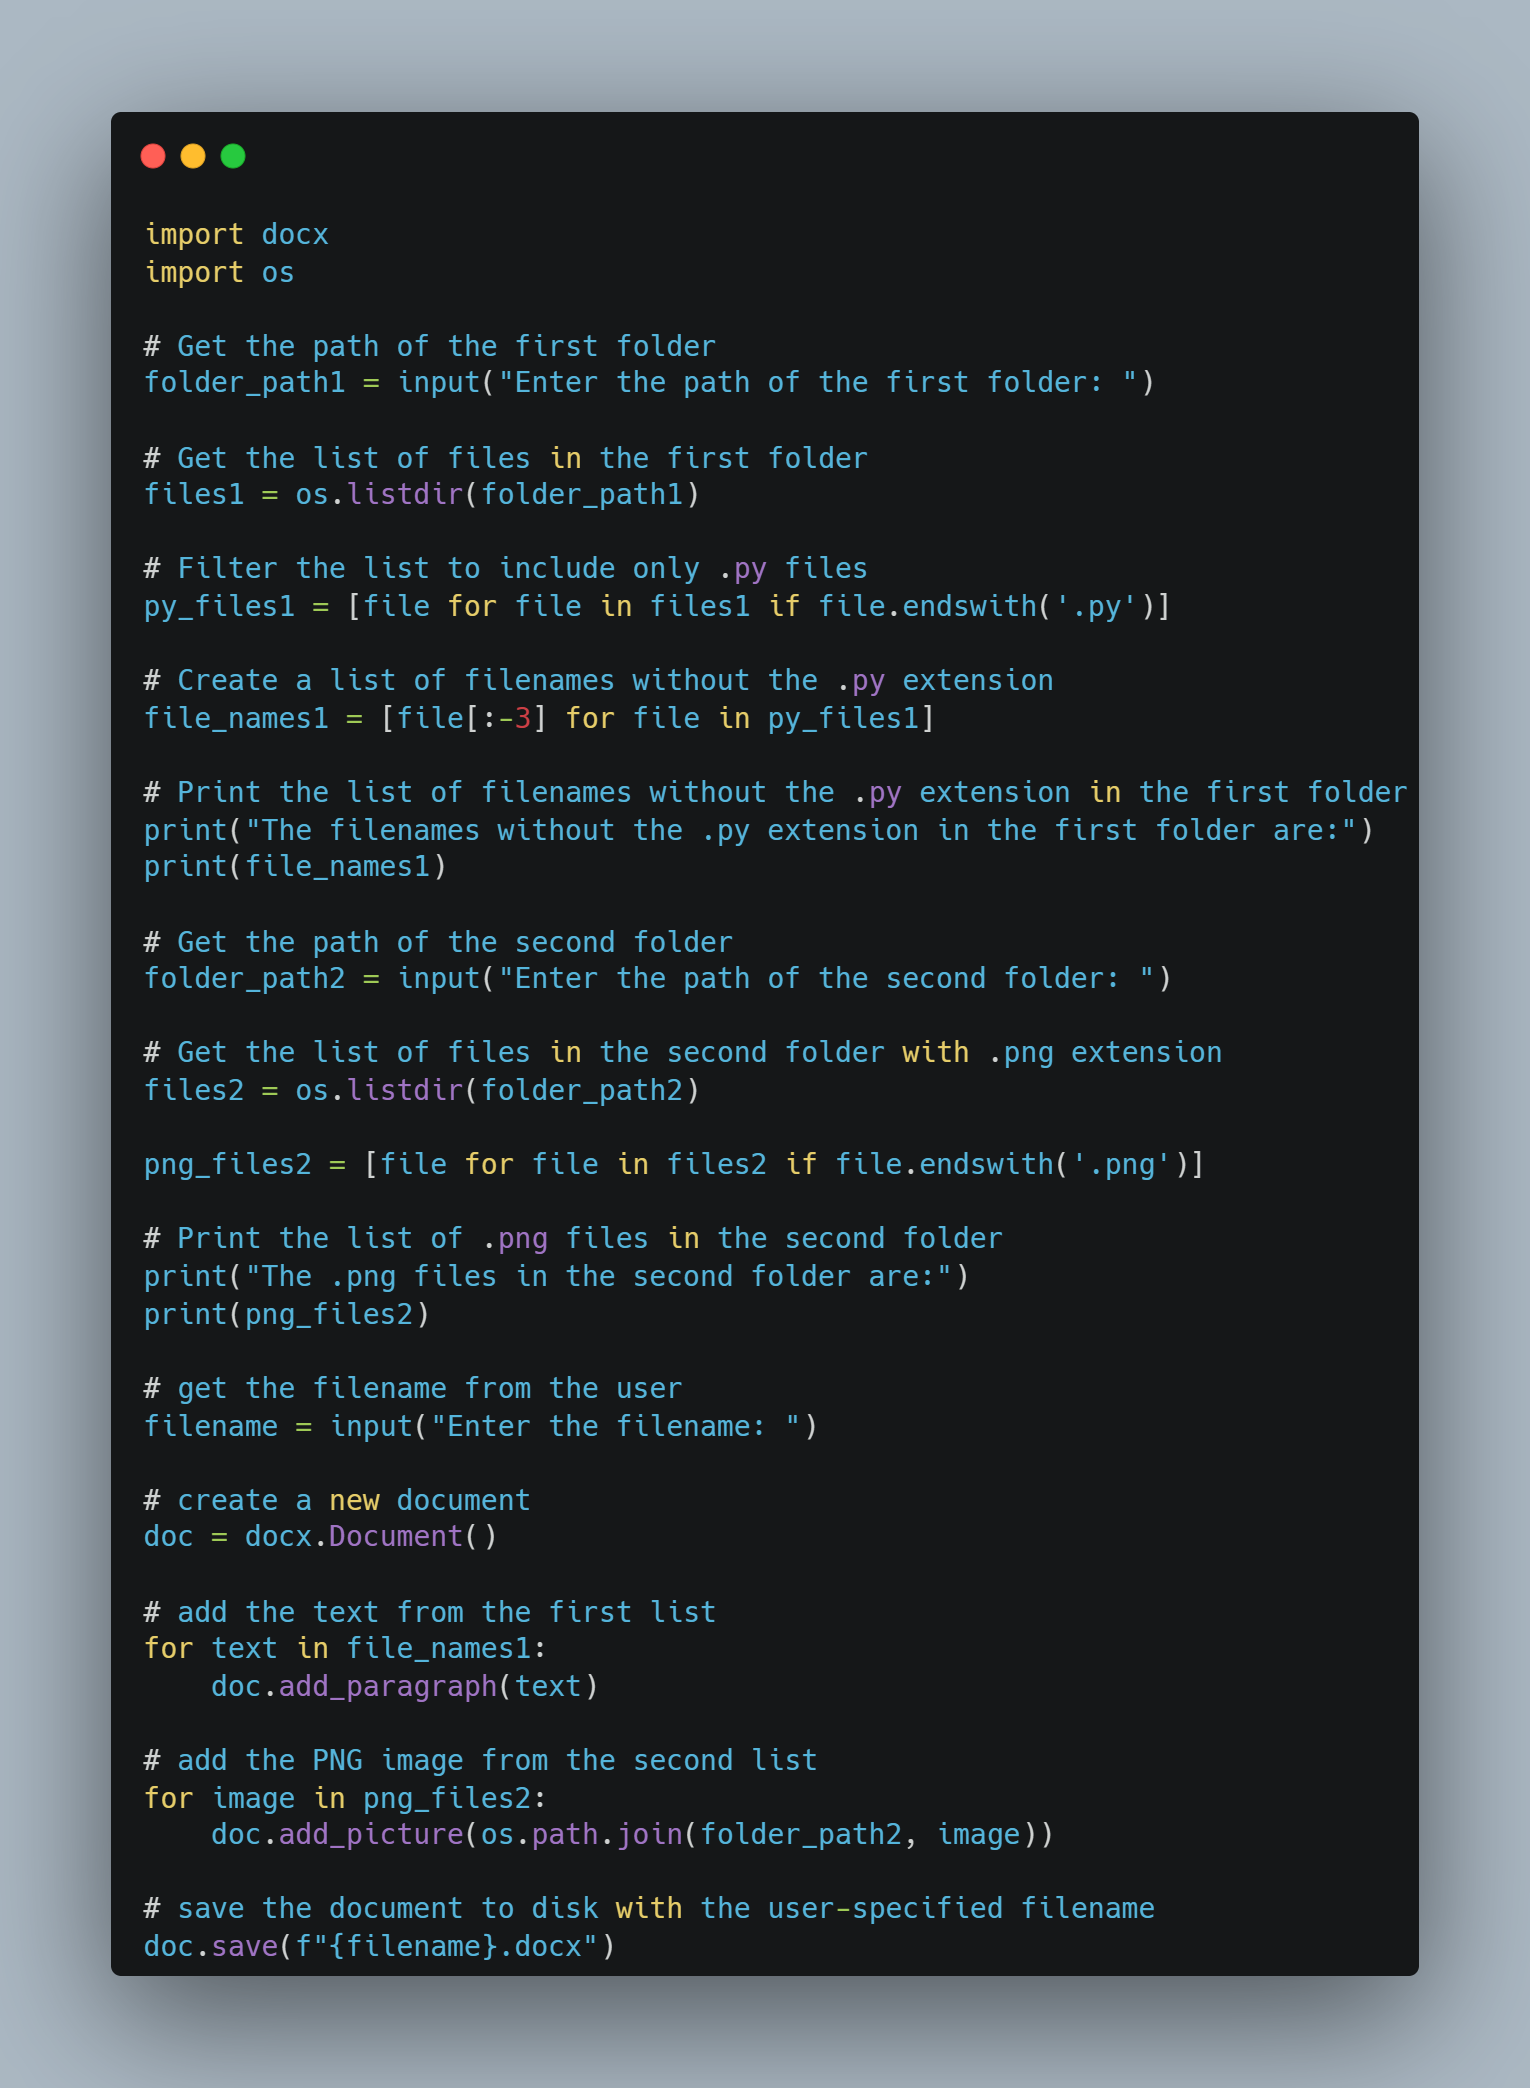 import docx
import os
# Get the path of the first folder
folder_path1 = input("Enter the path of the first folder: ")
# Get the list of files in the first folder
files1 = os.listdir(folder_path1)
# Filter the list to include only .py files
py_files1 = [file for file in files1 if file.endswith('.py')]
# Create a list of filenames without the .py extension
file_names1 = [file[:-3] for file in py_files1]
# Print the list of filenames without the .py extension in the first folder
print("The filenames without the .py extension in the first folder are:")
print(file_names1)
# Get the path of the second folder
folder_path2 = input("Enter the path of the second folder: ")
# Get the list of files in the second folder with .png extension
files2 = os.listdir(folder_path2)
png_files2 = [file for file in files2 if file.endswith('.png')]
# Print the list of .png files in the second folder
print("The .png files in the second folder are:")
print(png_files2)
# get the filename from the user
filename = input("Enter the filename: ")
# create a new document
doc = docx.Document()
# add the text from the first list
for text in file_names1:
    doc.add_paragraph(text)
# add the PNG image from the second list
for image in png_files2:
    doc.add_picture(os.path.join(folder_path2, image))
# save the document to disk with the user-specified filename
doc.save(f"{filename}.docx")